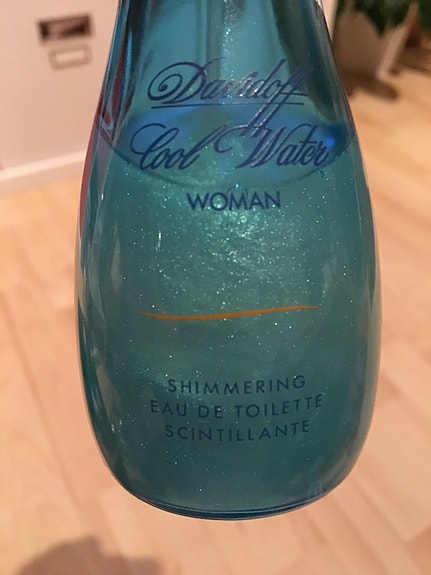 Davidoff
Cool Water
WOMAN
SHIMMERING
EAU DE TOILETTE
SCINTILLANTE